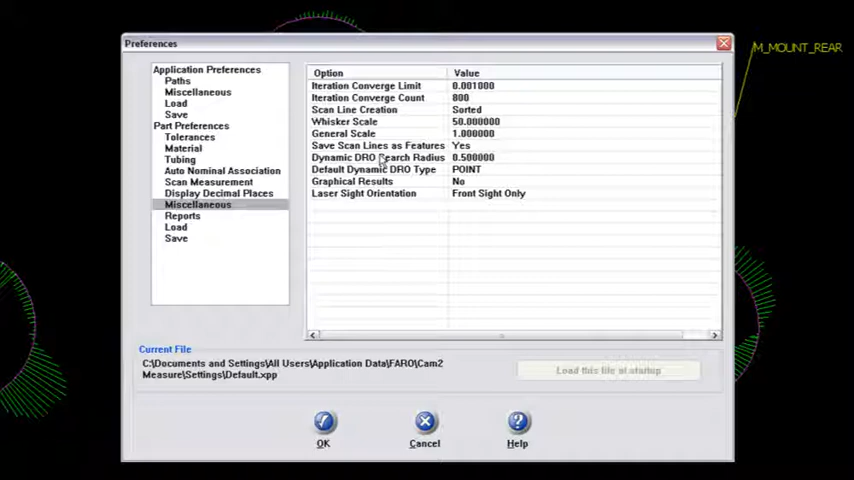 Preferences
M_MOUNT_REAR
Application Preferences
Paths
Miscellaneous
Load
Save
Part Preferences
Tolerances
Material
Tubing
Auto Nominal Association
Scan Measurement
Display Decimal Places
Miscellaneous
Reports
Load
Save
Option Value
Iteration Converge Limit 0.001000
Iteration Converge Count 800
Scan Line Creation Sorted
Whisker Scale 50.000000
General Scale 1.000000
Save Scan Lines as Features Yes
Dynamic DRO Search Radius 0.500000
Default Dynamic DRO Type POINT
Graphical Results No
Laser Sight Orientation Front Sight Only
Current File
C:\Documents and Settings\All Users\Application Data\FARO\Cam2
Measure\Settings\Default.xpp
Load this file at startup
OK Cancel Help